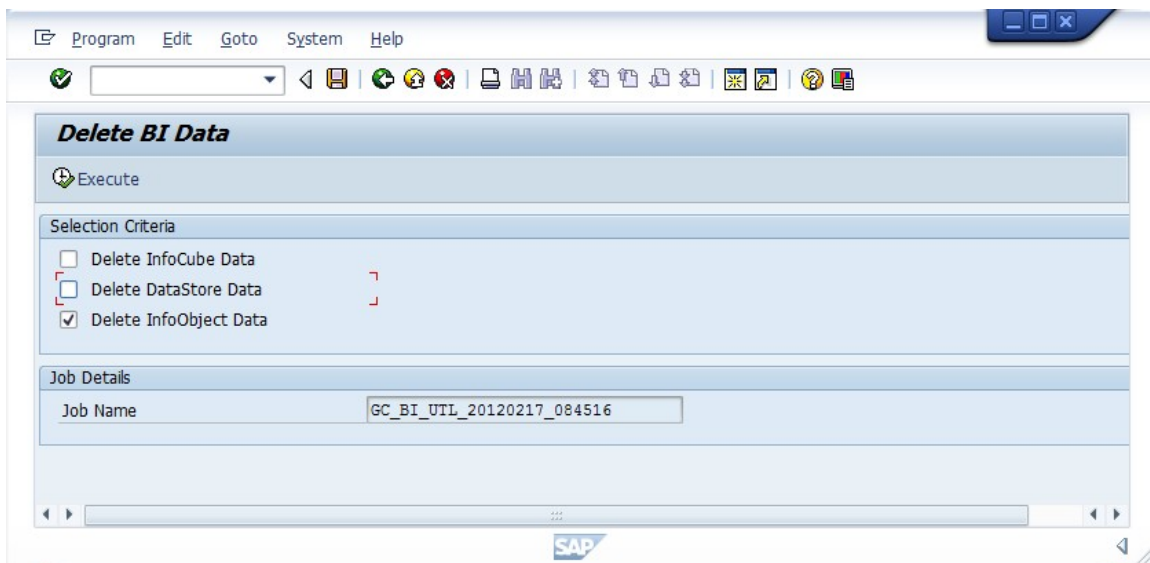 Program Edit Goto System Help
Delete BI Data
Execute
Selection Criteria
Delete InfoCube Data
Delete DataStore Data
Delete InfoObject Data
Job Details
Job Name GC_BI_UTL_20120217_084516
SAP